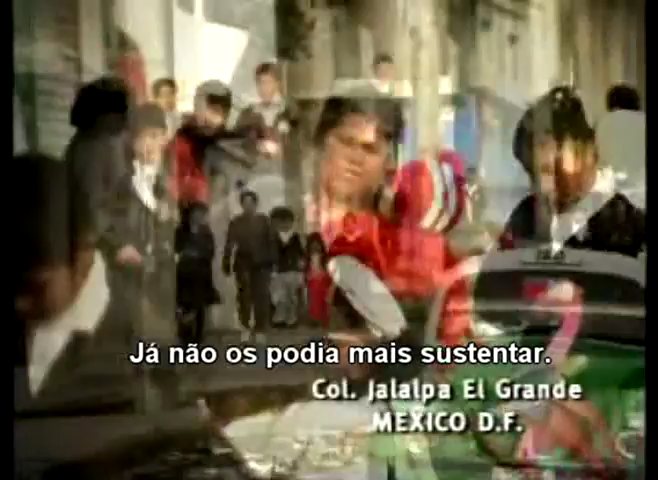 Já não os podia mais sustentar.
Col. Jalalpa El Grande
MEXICO D.F.